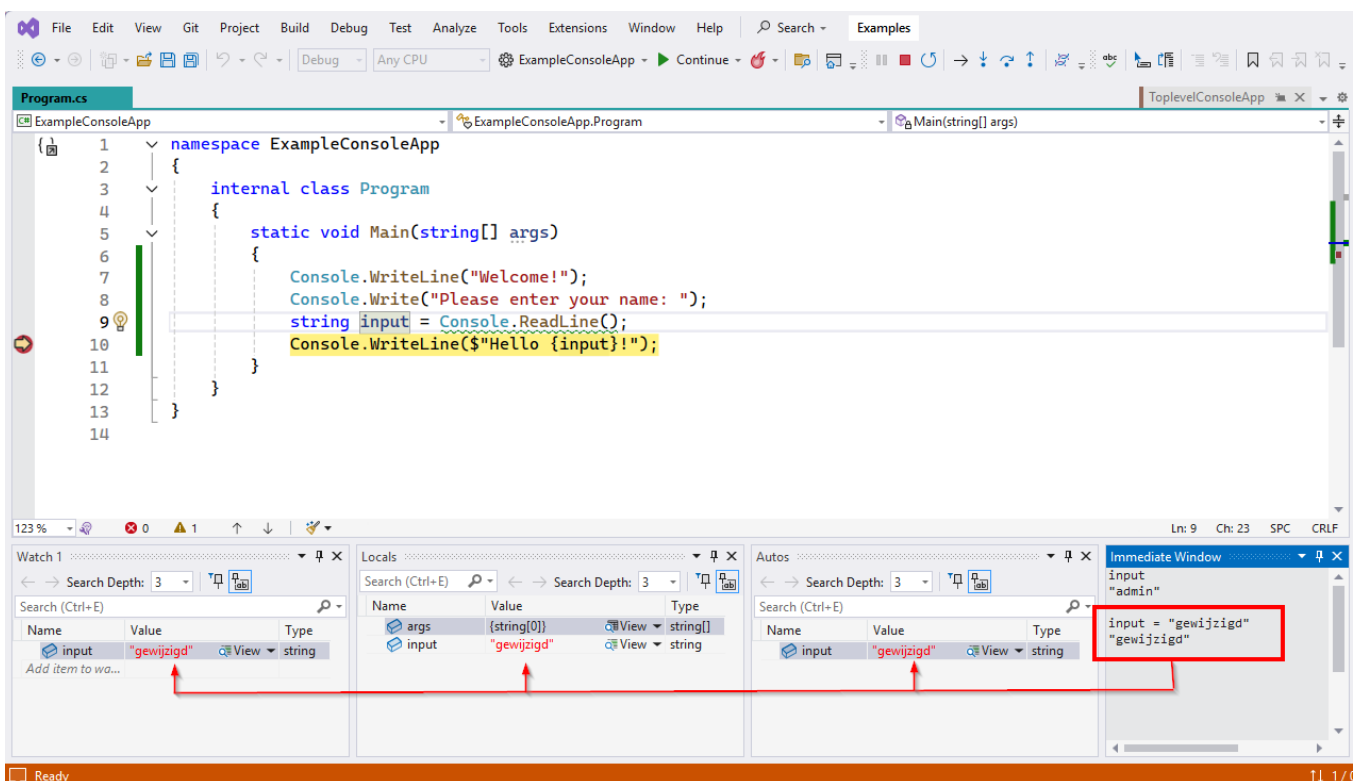 File Edit View Git Project Build Debug Test Analyze Tools Extensions Window Help Search Examples
Debug Any CPU ExampleConsoleApp Continue
Program.cs ToplevelConsoleApp
C# ExampleConsoleApp ExampleConsoleApp.Program Main(string[] args)
1 namespace ExampleConsoleApp
2 {
3 internal class Program
4 {
5 static void Main(string[] args)
6 {
7 Console.WriteLine("Welcome!");
8 Console.Write("Please enter your name: ");
9 string input = Console.ReadLine();
10 Console.WriteLine($"Hello {input}!");
11 }
12 }
13 }
14
123 % 0 1 Ln: 9 Ch: 23 SPC CRLF
Watch 1
Search Depth: 3
Search (Ctrl+E)
Name Value Type
input "gewijzigd" View string
Add item to wa...
Locals
Search (Ctrl+E) Search Depth: 3
Name Value Type
args {string[0]} View string[]
input "gewijzigd" View string
Autos
Search Depth: 3
Search (Ctrl+E)
Name Value Type
input "gewijzigd" View string
Immediate Window
input
"admin"
input = "gewijzigd"
"gewijzigd"
Ready